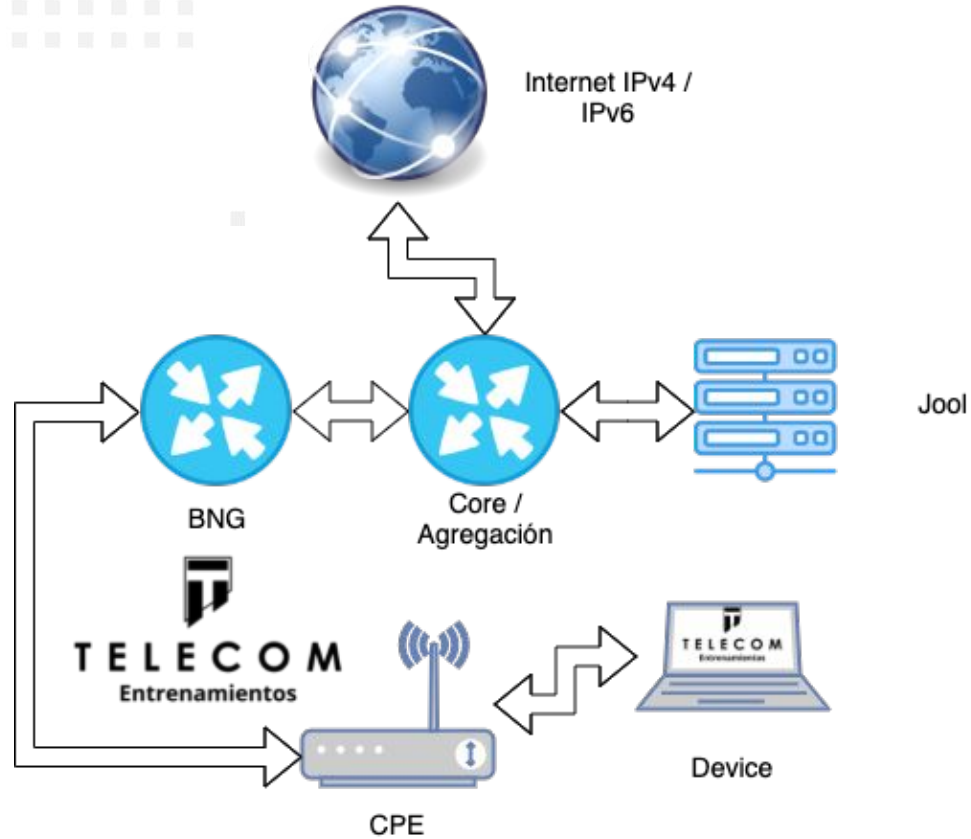 Internet IPv4 /
IPv6
Jool
BNG
Core /
Agregación
TELECOM
Entrenamientos
TELECOM
Entrenamientos
Device
CPE